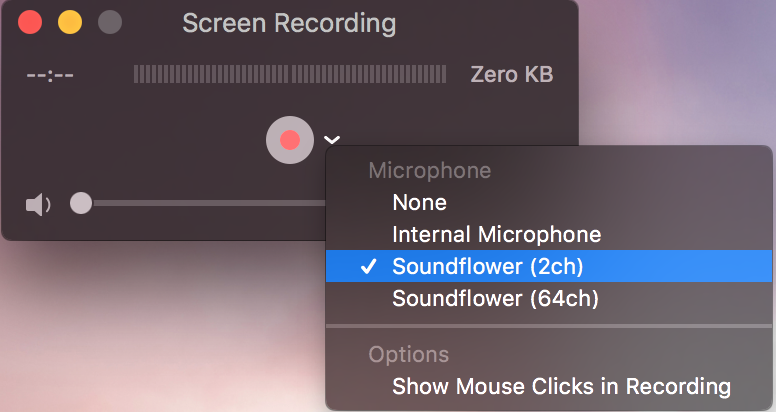 Screen Recording
--:-- Zero KB
Microphone
None
Internal Microphone
✓ Soundflower (2ch)
Soundflower (64ch)
Options
Show Mouse Clicks in Recording